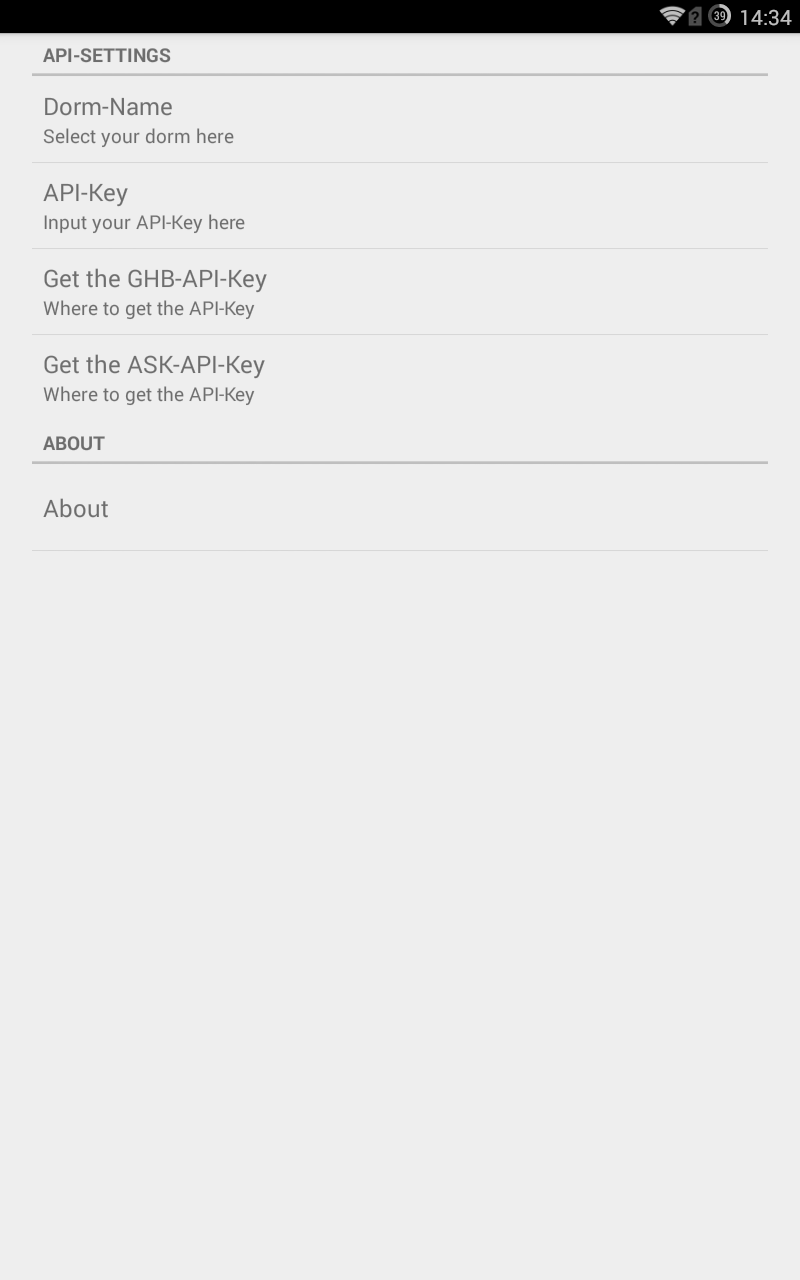 39 14:34
API-SETTINGS
Dorm-Name
Select your dorm here
API-Key
Input your API-Key here
Get the GHB-API-Key
Where to get the API-Key
Get the ASK-API-Key
Where to get the API-Key
ABOUT
About